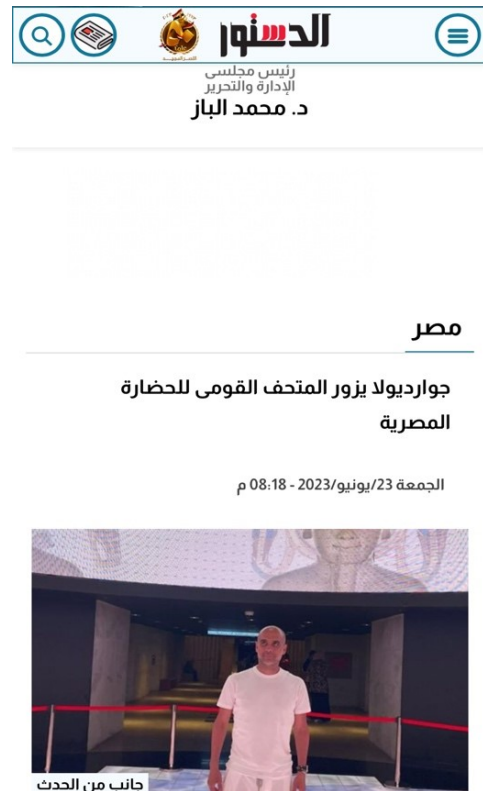 الدستور
رئيس مجلسى
الإدارة والتحرير
د. محمد الباز
مصر
جوارديولا يزور المتحف القومى للحضارة
المصرية
الجمعة 23/يونيو/2023 - 08:18 م
جانب من الحدث